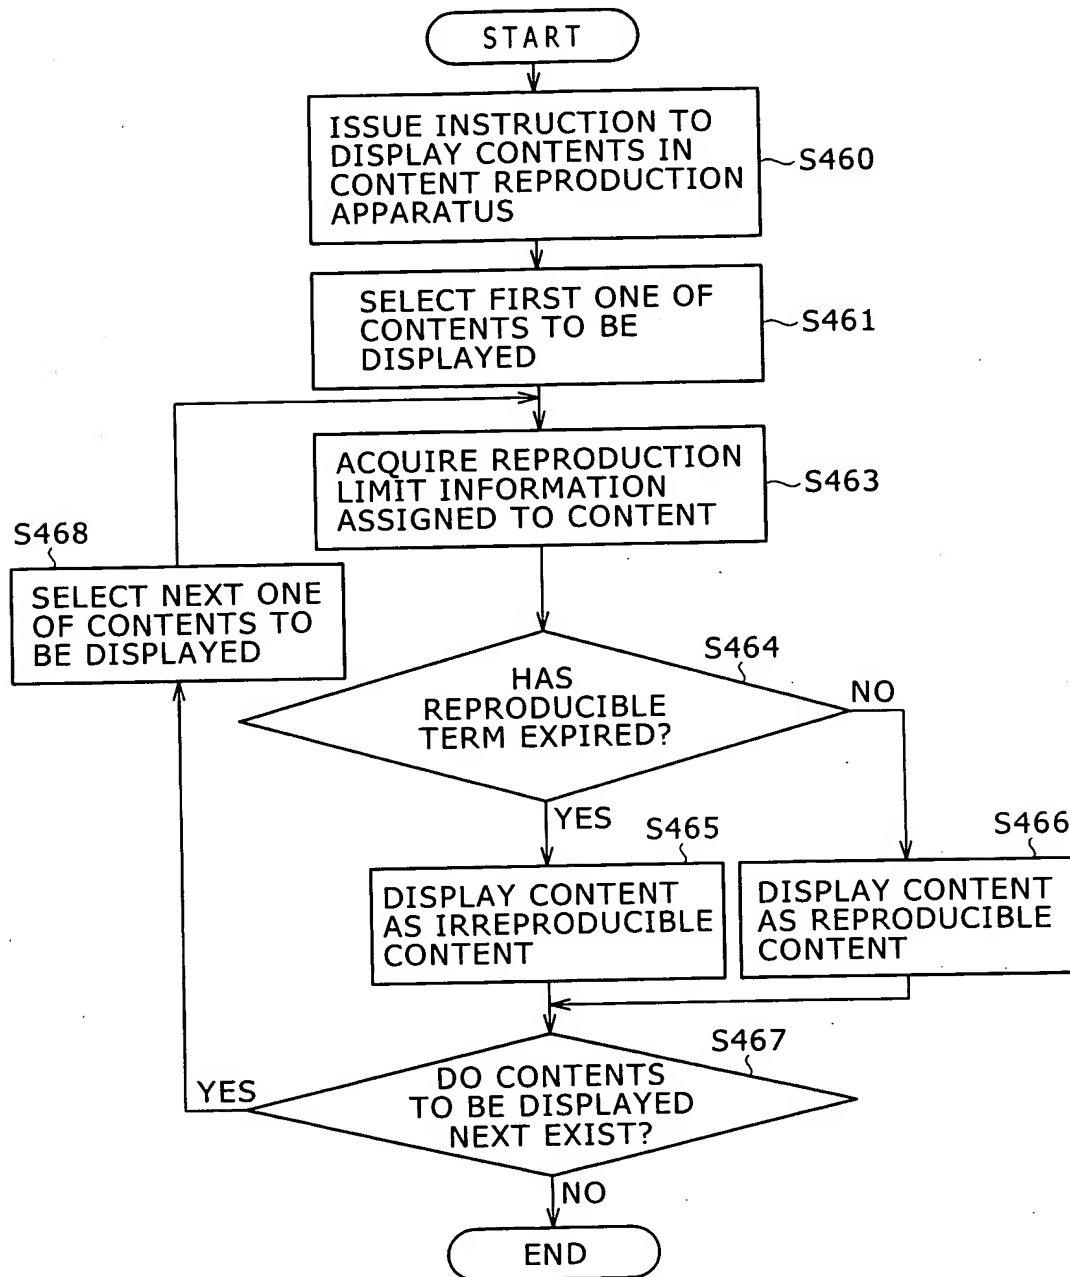 START
ISSUE INSTRUCTION TO
DISPLAY CONTENTS IN
CONTENT REPRODUCTION
APPARATUS
S460
SELECT FIRST ONE OF
CONTENTS TO BE
DISPLAYED
S461
ACQUIRE REPRODUCTION
LIMIT INFORMATION
ASSIGNED TO CONTENT
S463
S468
SELECT NEXT ONE
OF CONTENTS TO
BE DISPLAYED
HAS
REPRODUCIBLE
TERM EXPIRED?
S464
NO
YES
S465
DISPLAY CONTENT
AS IRREPRODUCIBLE
CONTENT
S466
DISPLAY CONTENT
AS REPRODUCIBLE
CONTENT
S467
DO CONTENTS
TO BE DISPLAYED
NEXT EXIST?
YES
NO
END